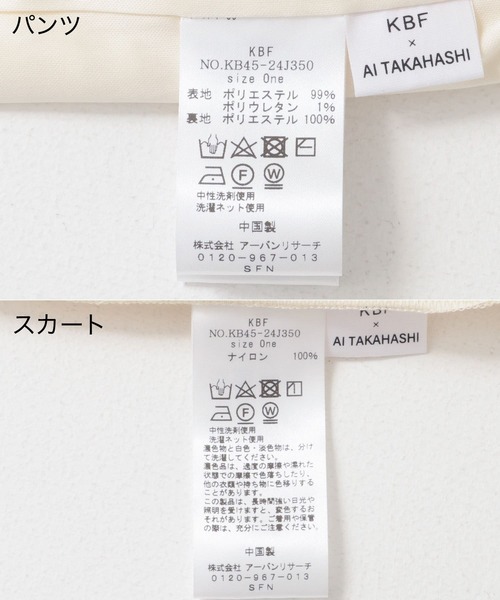 パンツ
KBF
NO.KB45-24J350
size One
表地 ポリエステル 99%
ポリウレタン 1%
裏地 ポリエステル 100%
F W
中性洗剤使用
洗濯ネット使用
中国製
株式会社 アーバンリサーチ
0120-967-013
SFN
KBF
×
AI TAKAHASHI
スカート
KBF
NO.KB45-24J350
size One
ナイロン 100%
F W
中性洗剤使用
洗濯ネット使用
濃色物と白色・淡色物は、分け
て洗濯してください。
濃色品は、過度の摩擦や濡れた
状態での摩擦で色落ちしたり、
他の衣類や持ち物に色移りする
ことがあります。
この製品は、長時間強い日光や
照明を受けますと、変色するお
それがあります。ご着用や保管
の際は、充分にご注意ください。
中国製
株式会社 アーバンリサーチ
0120-967-013
SFN
KBF
×
AI TAKAHASHI